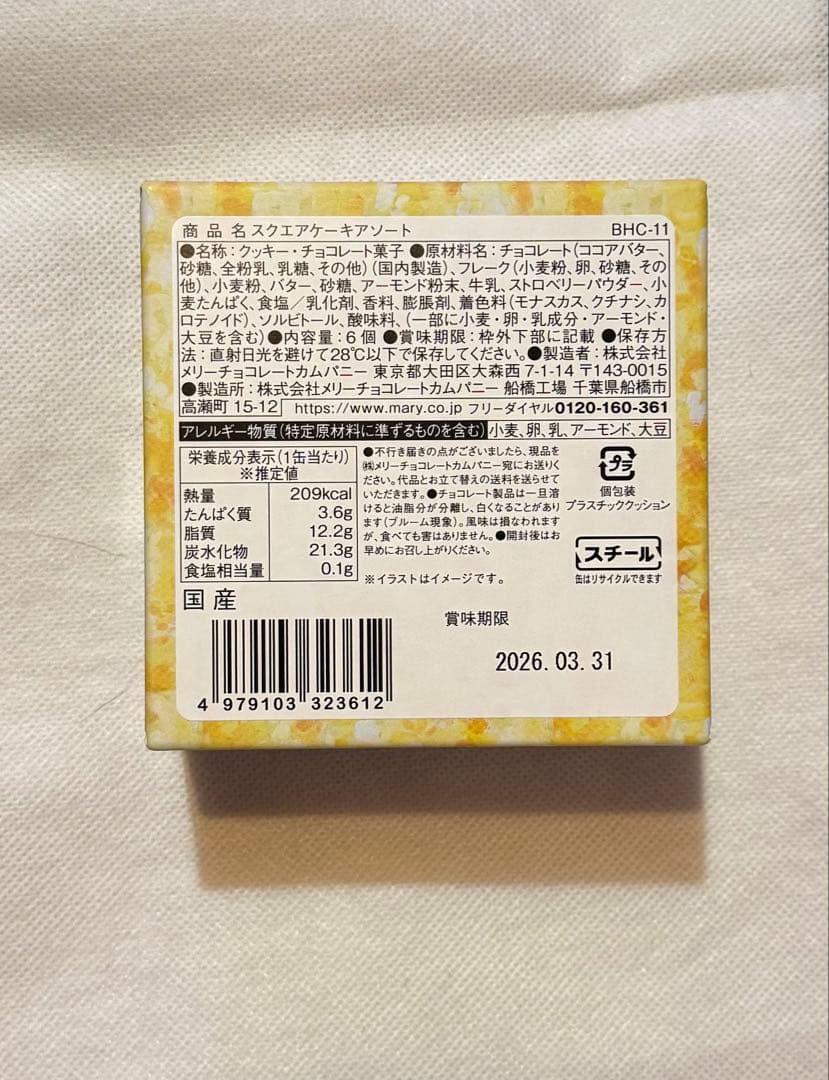 商品名 スクエアケーキアソート BHC-11
●名称：クッキー・チョコレート菓子 ●原材料名：チョコレート（ココアバター、
砂糖、全粉乳、乳糖、その他）（国内製造）、フレーク（小麦粉、卵、砂糖、その
他）、小麦粉、バター、砂糖、アーモンド粉末、牛乳、ストロベリーパウダー、小
麦たんぱく、食塩／乳化剤、香料、膨脹剤、着色料（モナスカス、クチナシ、カ
ロテノイド）、ソルビトール、酸味料、（一部に小麦・卵・乳成分・アーモンド・
大豆を含む）●内容量：6個 ●賞味期限：枠外下部に記載 ●保存方
法：直射日光を避けて28℃以下で保存してください。●製造者：株式会社
メリーチョコレートカムパニー 東京都大田区大森西7-1-14 〒143-0015
●製造所：株式会社メリーチョコレートカムパニー 船橋工場 千葉県船橋市
高瀬町15-12 https://www.mary.co.jp フリーダイヤル0120-160-361
アレルギー物質（特定原材料に準ずるものを含む） 小麦、卵、乳、アーモンド、大豆
栄養成分表示（1缶当たり）
※推定値
熱量 209kcal
たんぱく質 3.6g
脂質 12.2g
炭水化物 21.3g
食塩相当量 0.1g
●不行き届きの点がございましたら、現品を
㈱メリーチョコレートカムパニー宛にお送りく
ださい。代品とお立て替えの送料を送らせて
いただきます。●チョコレート製品は一旦溶
けると油脂分が分離し、白くなることがあり
ます（ブルーム現象）。風味は損なわれます
が、食べても害はありません。●開封後はお
早めにお召し上がりください。
※イラストはイメージです。
プラ
個包装
プラスチッククッション
スチール
缶はリサイクルできます
国産
賞味期限
2026.03.31
4 979103 323612